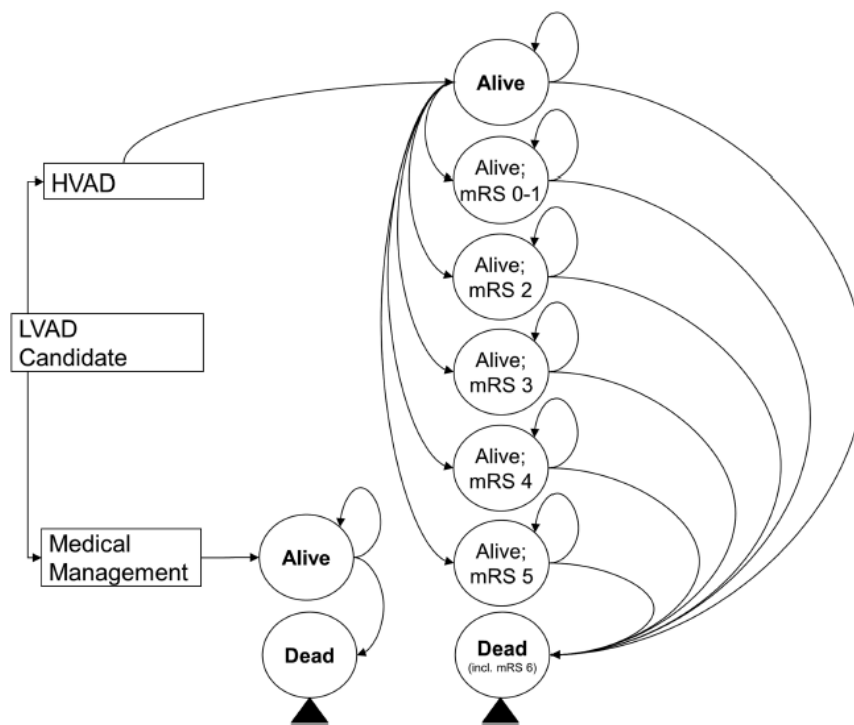 Alive
HVAD
Alive;
mRS 0-1
Alive;
mRS 2
LVAD
Candidate
Alive;
mRS 3
Alive;
mRS 4
Medical
Management
Alive
Alive;
mRS 5
Dead
Dead
(incl. mRS 6)